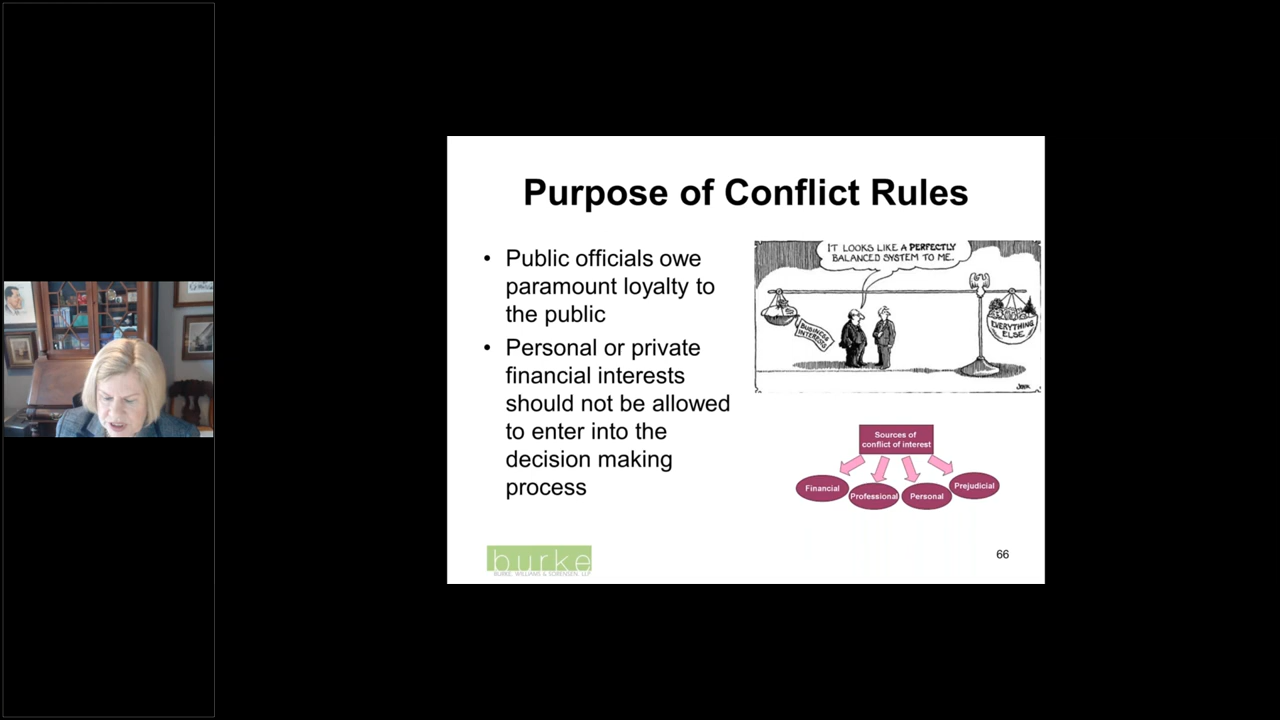 Purpose of Conflict Rules
• Public officials owe
paramount loyalty to
the public
• Personal or private
financial interests
should not be allowed
to enter into the
decision making
process
IT LOOKS LIKE A PERFECTLY
BALANCED SYSTEM TO ME.
BUSINESS
INTERESTS
EVERYTHING
ELSE
Sources of
conflict of interest
Financial
Professional
Personal
Prejudicial
burke
BURKE, WILLIAMS & SORENSEN, LLP
66